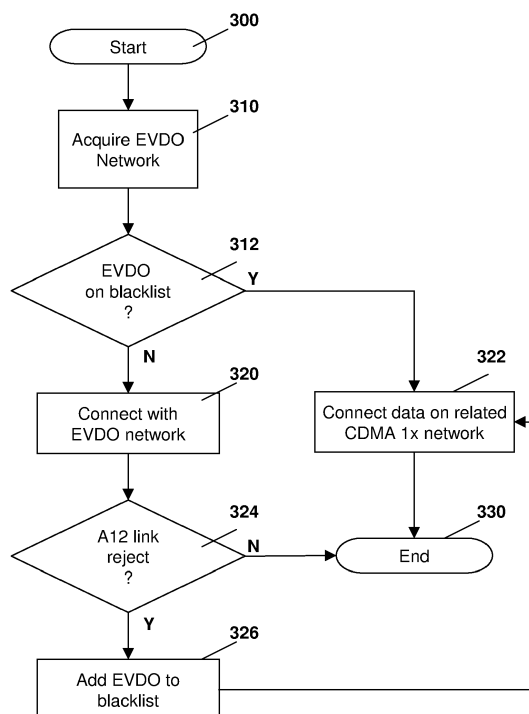 300
Start
310
Acquire EVDO
Network
312
EVDO
on blacklist
?
Y
N
320
Connect with
EVDO network
322
Connect data on related
CDMA 1x network
324
A12 link
reject
?
N
330
End
Y
326
Add EVDO to
blacklist